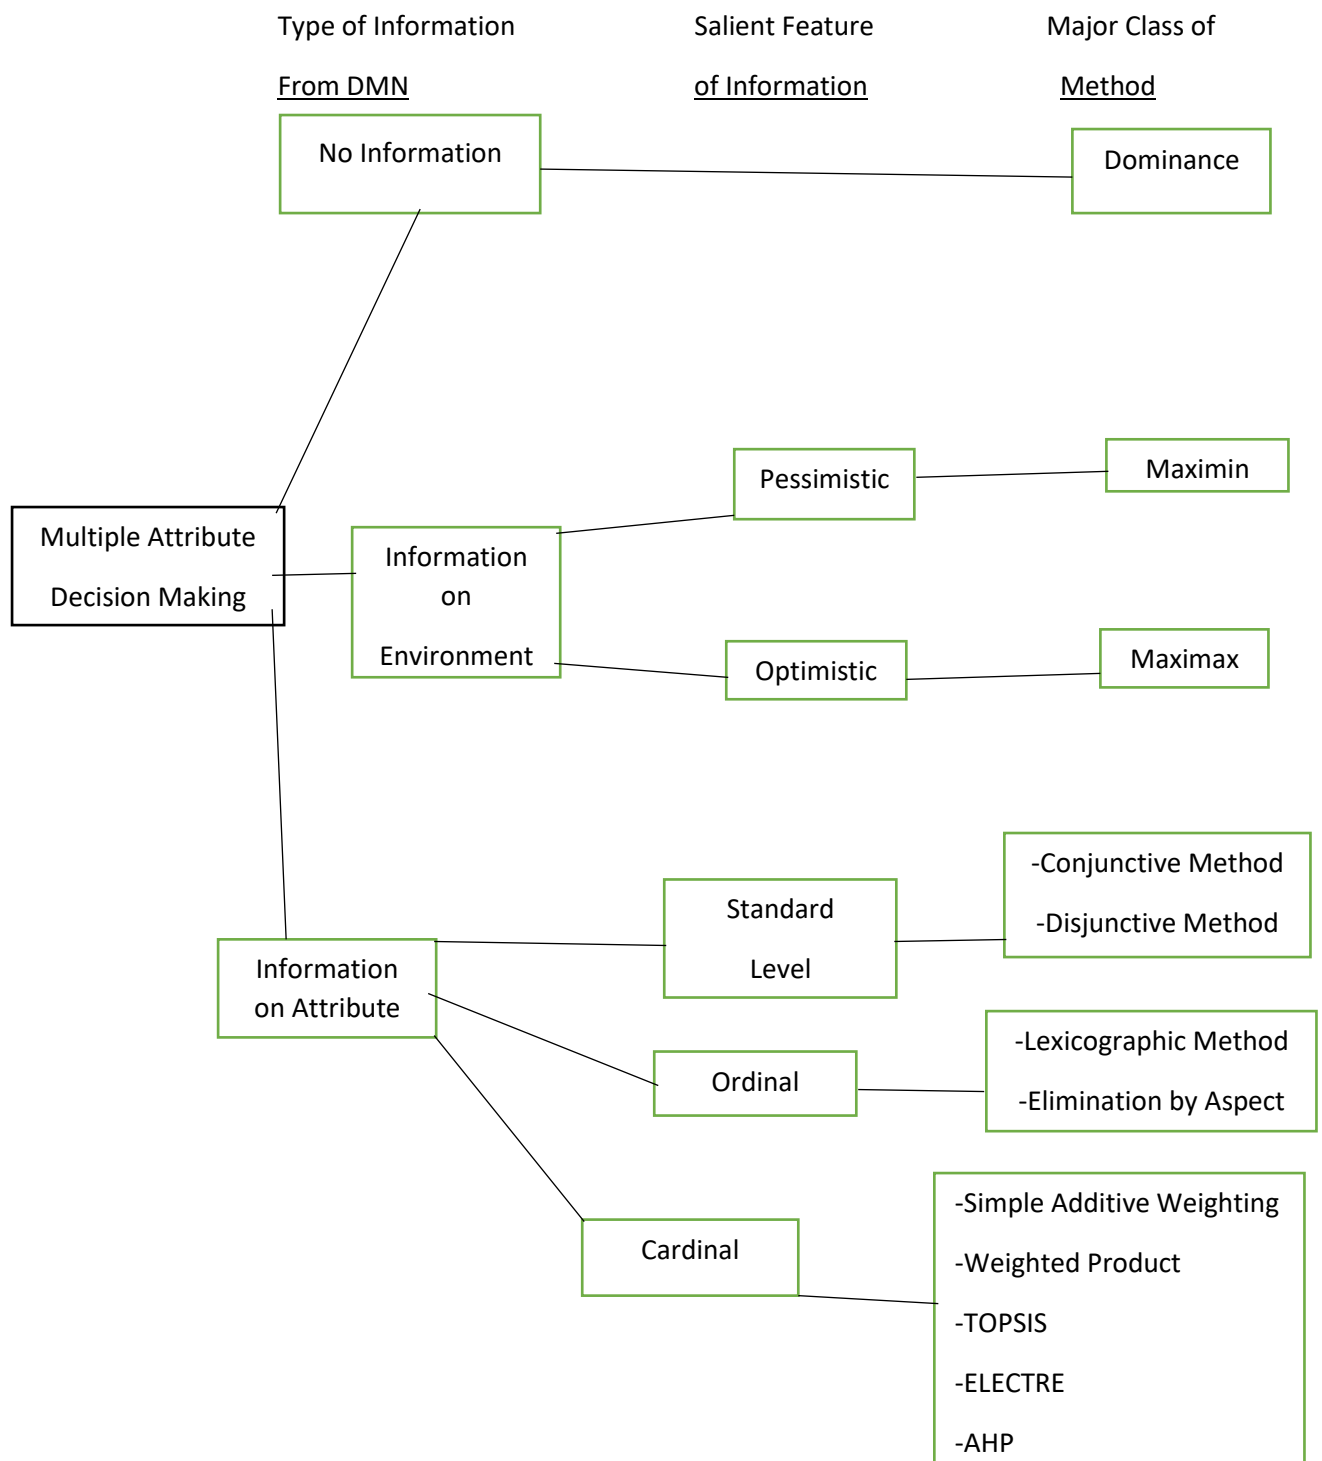 Type of Information Salient Feature Major Class of
From DMN of Information Method
No Information
Dominance
Pessimistic
Maximin
Multiple Attribute
Decision Making
Information
on
Environment
Optimistic
Maximax
-Conjunctive Method
-Disjunctive Method
Standard
Level
Information
on Attribute
-Lexicographic Method
-Elimination by Aspect
Ordinal
Cardinal
-Simple Additive Weighting
-Weighted Product
-TOPSIS
-ELECTRE
-AHP